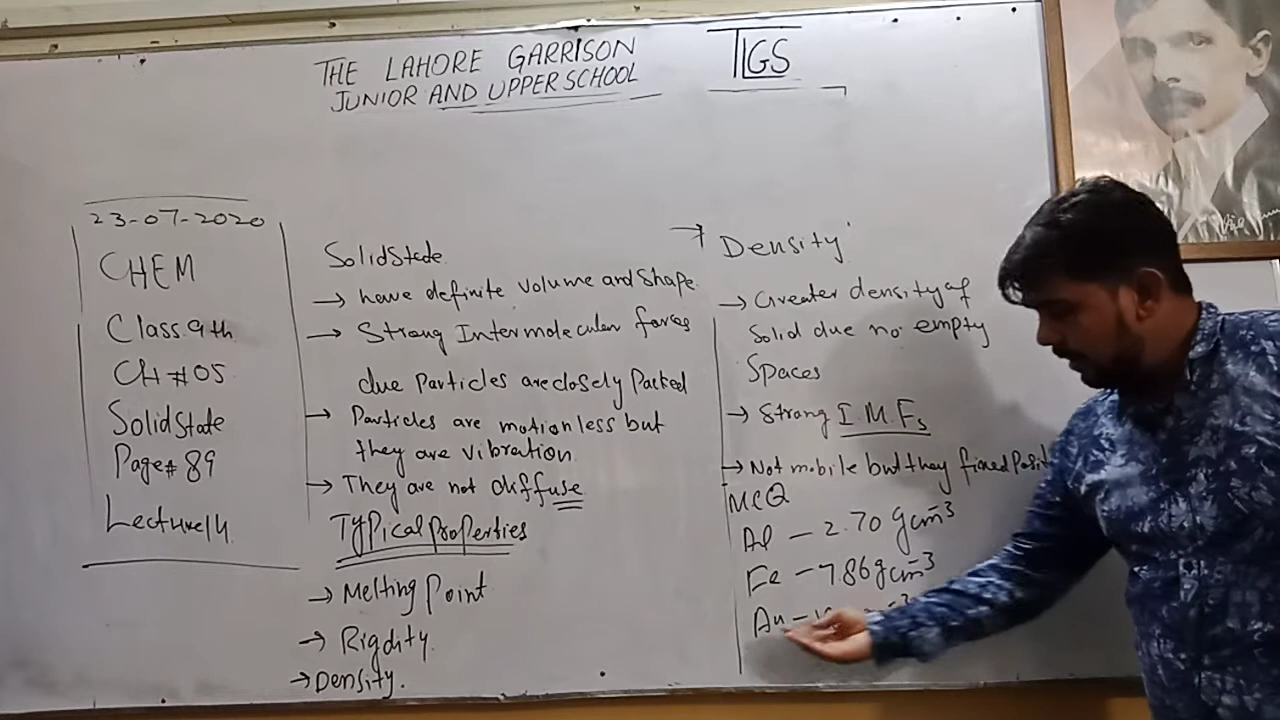 THE LAHORE GARRISON
JUNIOR AND UPPER SCHOOL
TLGS
23-07-2020
CHEM
Class 9th
CH # 05
Solid State
Page # 89
Lecture 14
Solid State
→ have definite volume and shape.
→ Strong Intermolecular forces
due Particles are closely Packed
→ Particles are motionless but
they are vibration
→ They are not diffuse
Typical properties
→ Melting Point
→ Rigdity.
→ Density.
→ Density
→ Greater density of
Solid due no empty
Spaces
→ Strong I.M.Fs
→ Not mobile but they fixed
MCQ
Al – 2.70 gcm⁻³
Fe – 7.86 gcm⁻³
Au –